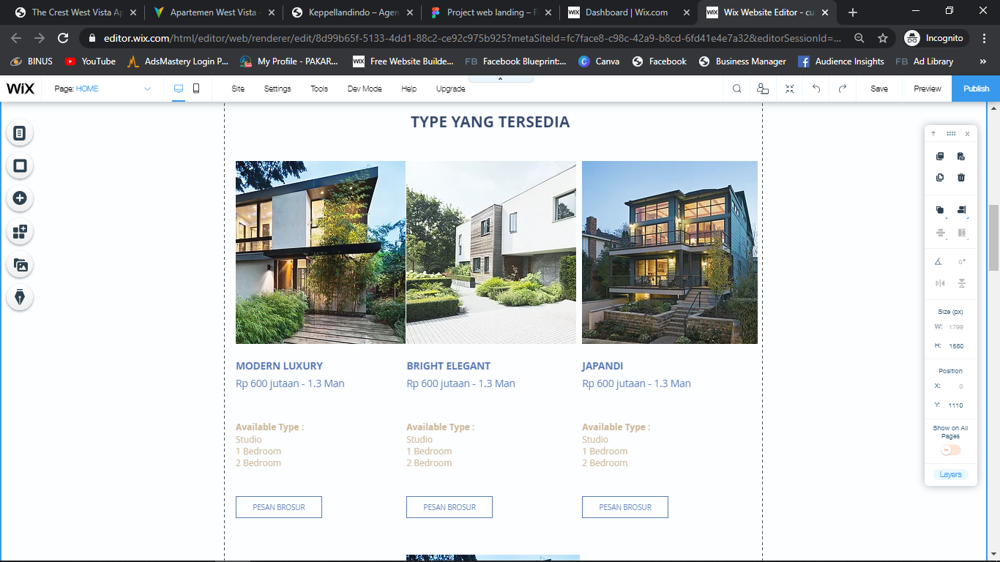 The Crest West Vista Ap
Apartemen West Vista -
Keppellandindo – Agen
Project web landing – F
WIX Dashboard | Wix.com
WIX Wix Website Editor - cu
editor.wix.com/html/editor/web/renderer/edit/8d99b65f-5133-4dd1-88c2-ce92c975b925?metaSiteId=fc7face8-c98c-42a9-b8cd-6fd41e4e7a32&editorSessionId=...
Incognito
BINUS
YouTube
AdsMastery Login P...
My Profile - PAKAR...
WIX Free Website Builde...
FB Facebook Blueprint:...
Canva
Facebook
Business Manager
Audience Insights
FB Ad Library
»
WiX
Page: HOME
Site
Settings
Tools
Dev Mode
Help
Upgrade
Save
Preview
Publish
TYPE YANG TERSEDIA
MODERN LUXURY
Rp 600 jutaan - 1.3 Man
Available Type :
Studio
1 Bedroom
2 Bedroom
PESAN BROSUR
BRIGHT ELEGANT
Rp 600 jutaan - 1.3 Man
Available Type :
Studio
1 Bedroom
2 Bedroom
PESAN BROSUR
JAPANDI
Rp 600 jutaan - 1.3 Man
Available Type :
Studio
1 Bedroom
2 Bedroom
PESAN BROSUR
? x
0°
Size (px)
W: 1799
H: 1580
Position
X: 0
Y: 1110
Show on All
Pages
Layers